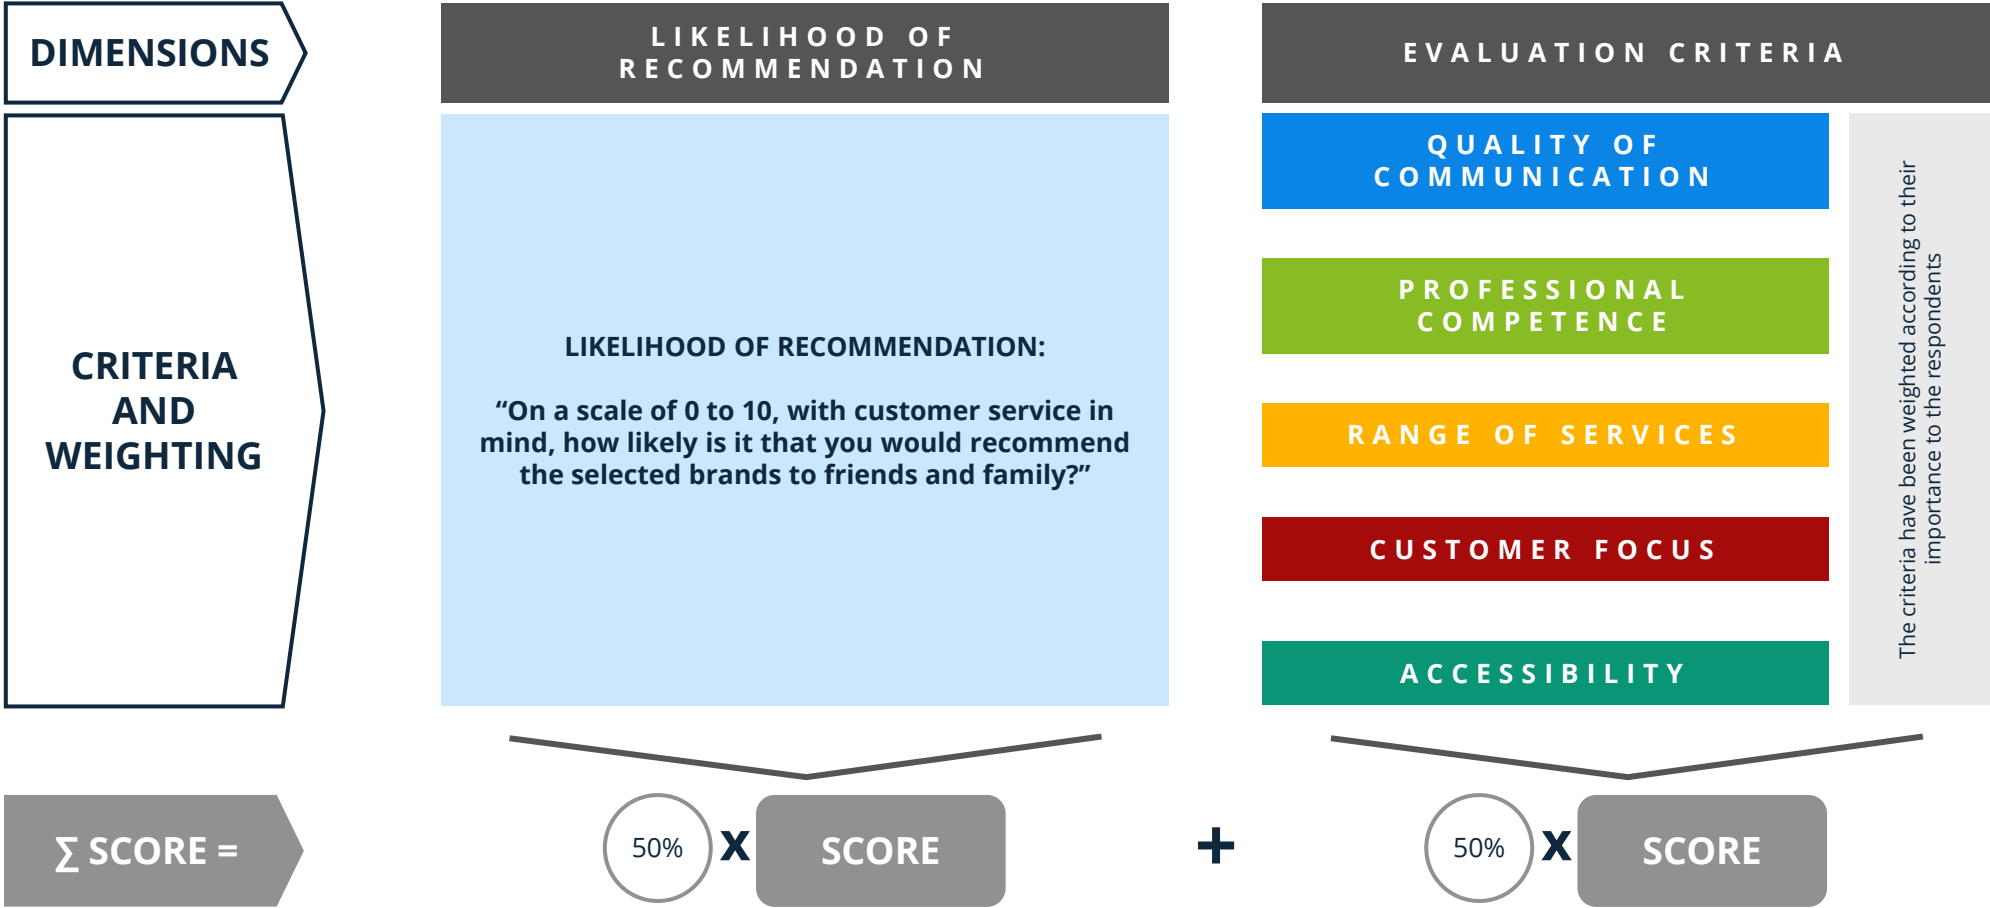 DIMENSIONS
LIKELIHOOD OF
RECOMMENDATION
EVALUATION CRITERIA
CRITERIA
AND
WEIGHTING
LIKELIHOOD OF RECOMMENDATION:
“On a scale of 0 to 10, with customer service in
mind, how likely is it that you would recommend
the selected brands to friends and family?”
QUALITY OF
COMMUNICATION
PROFESSIONAL
COMPETENCE
RANGE OF SERVICES
CUSTOMER FOCUS
ACCESSIBILITY
The criteria have been weighted according to their
importance to the respondents
∑ SCORE =
50% x SCORE
+
50% x SCORE